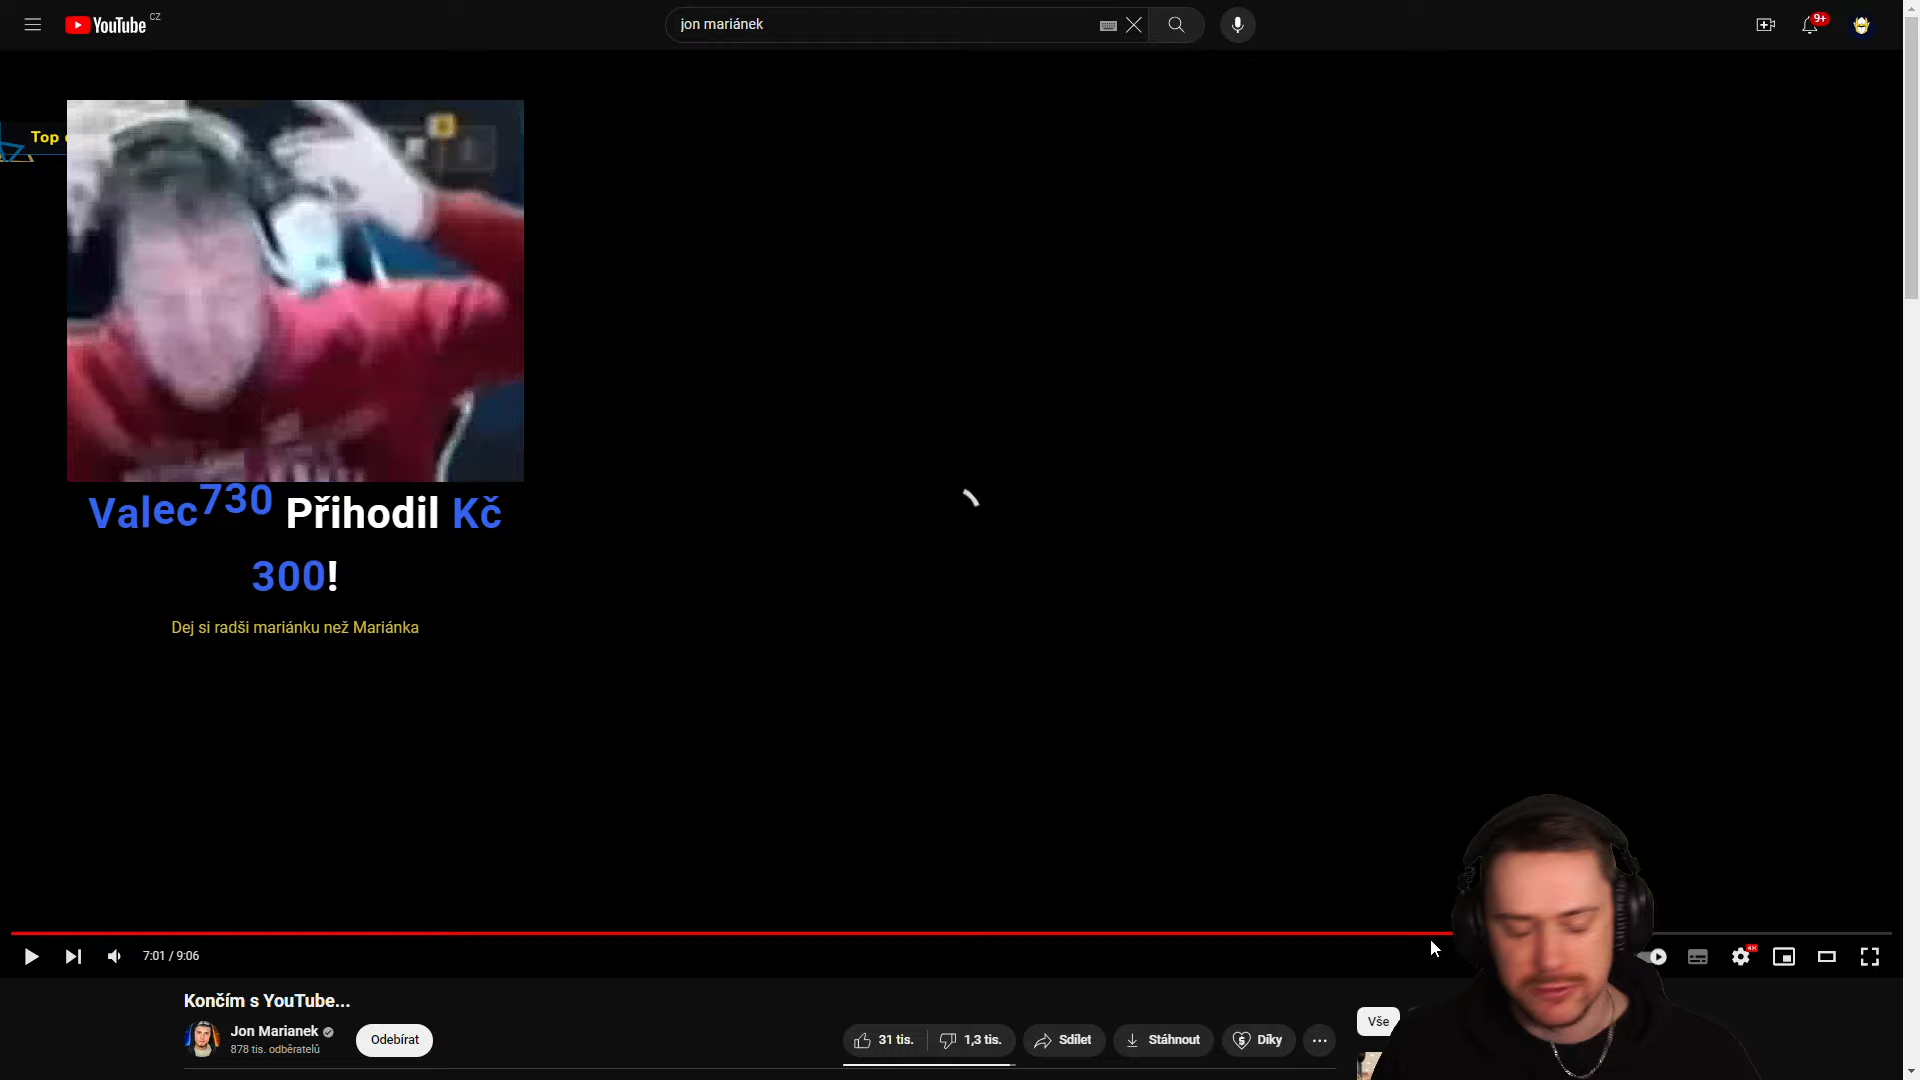 YouTube CZ
jon mariánek
9+
Top
Valec730 Přihodil Kč
300!
Dej si radši mariánku než Mariánka
7:01 / 9:06
4K
Končím s YouTube...
Jon Marianek
878 tis. odběratelů
Odebírat
31 tis.
1,3 tis.
Sdílet
Stáhnout
Díky
Vše